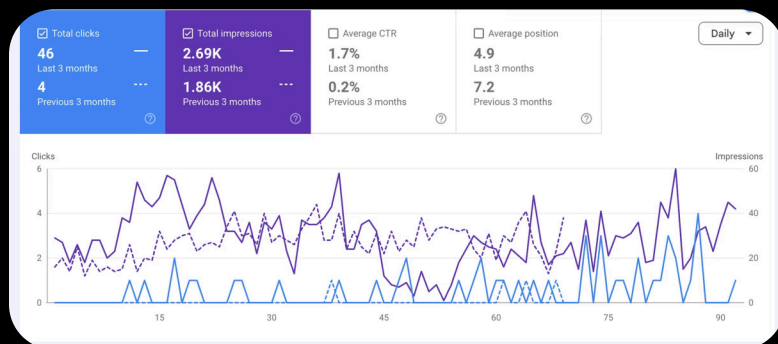 Total clicks
46
Last 3 months
4
Previous 3 months
Total impressions
2.69K
Last 3 months
1.86K
Previous 3 months
Average CTR
1.7%
Last 3 months
0.2%
Previous 3 months
Average position
4.9
Last 3 months
7.2
Previous 3 months
Daily
Clicks
Impressions
6
4
2
0
60
40
20
0
15
30
45
60
75
90